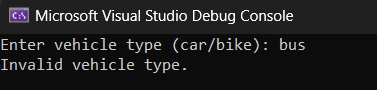 Microsoft Visual Studio Debug Console
Enter vehicle type (car/bike): bus
Invalid vehicle type.